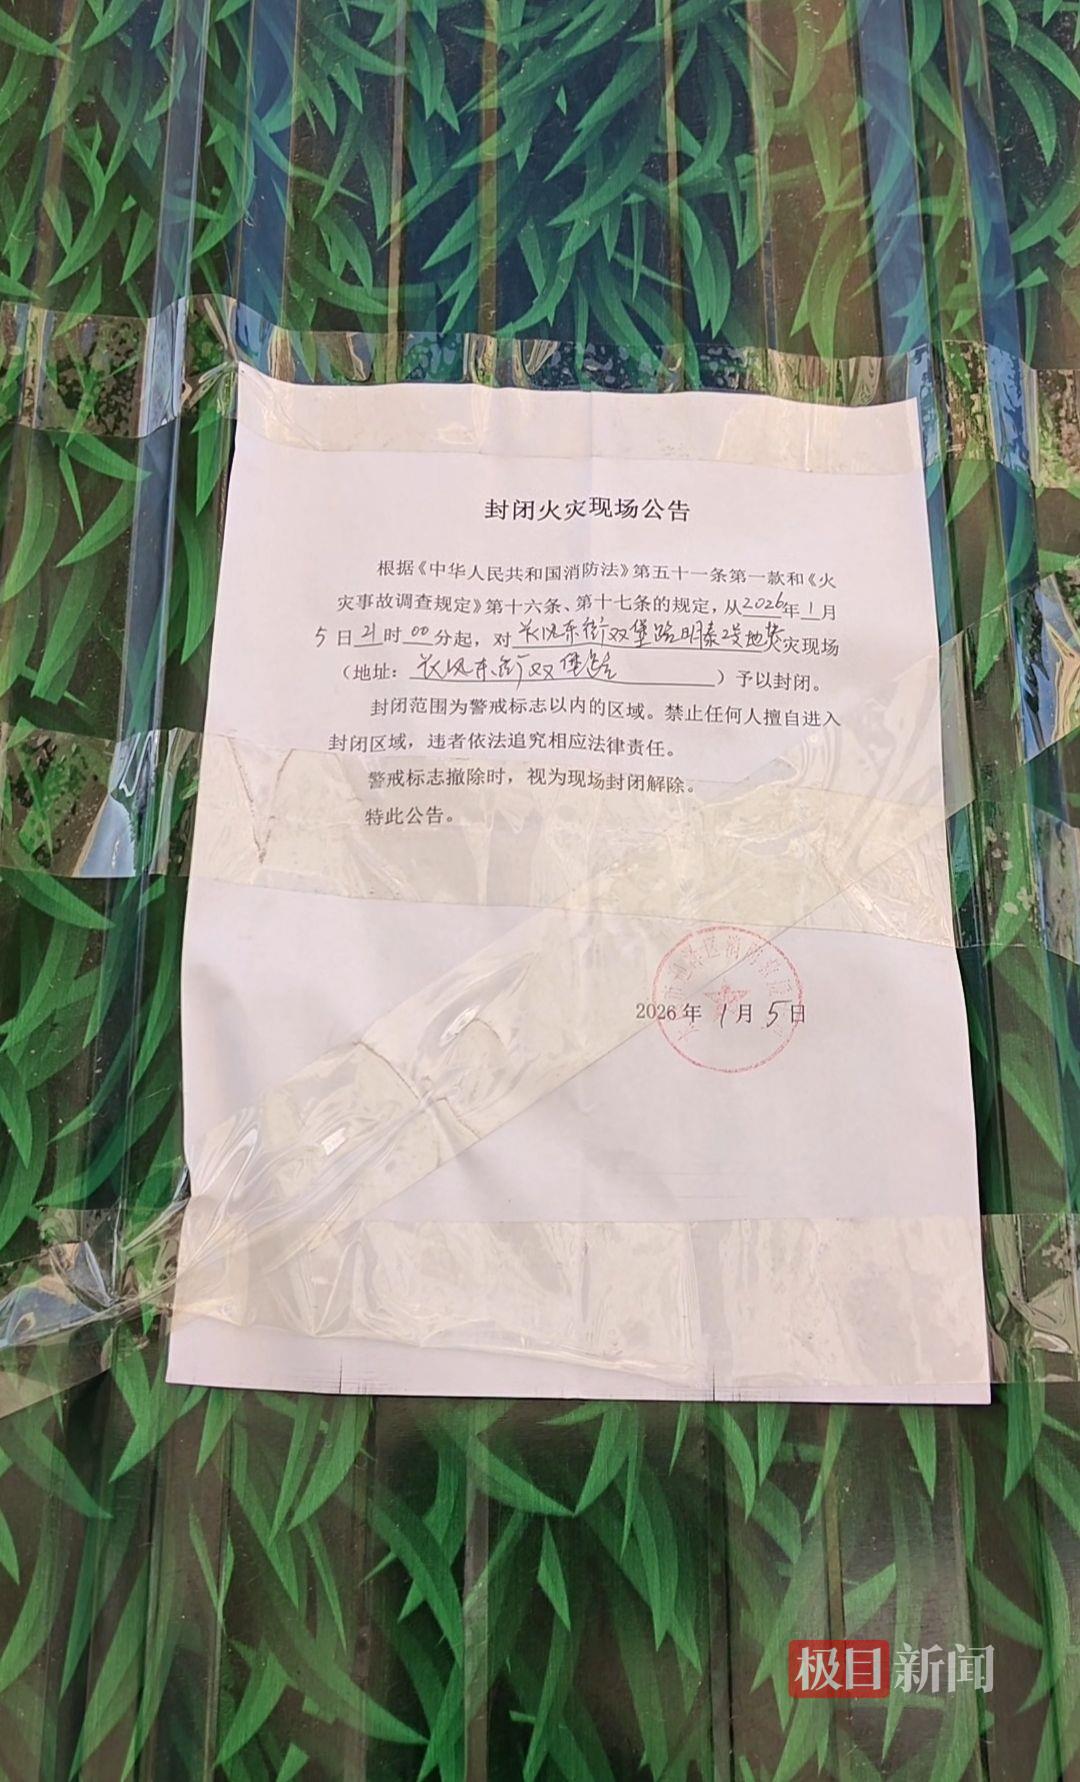 封闭火灾现场公告
根据《中华人民共和国消防法》第五十一条第一款和《火
灾事故调查规定》第十六条、第十七条的规定,从2026年1月
5日21时00分起,对长风东街双堡路明泰2号地块火灾现场
(地址:长风东街双堡路)予以封闭。
封闭范围为警戒标志以内的区域。禁止任何人擅自进入
封闭区域,违者依法追究相应法律责任。
警戒标志撤除时,视为现场封闭解除。
特此公告。
2026年1月5日
极目新闻